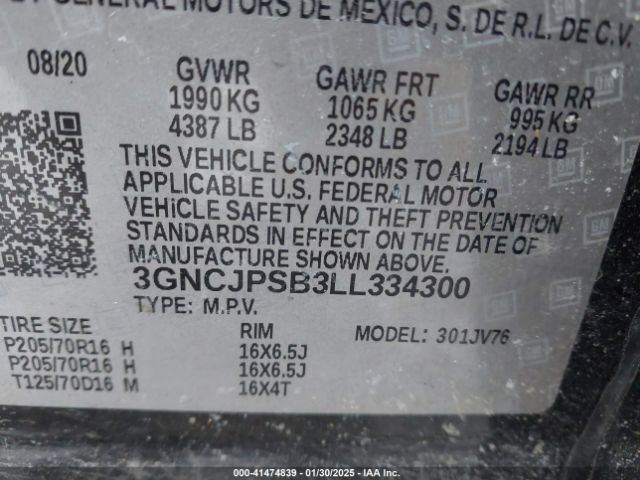 GENERAL MOTORS DE MEXICO, S. DE R.L. DE C.V.
08/20 GVWR GAWR FRT GAWR RR
1990 KG 1065 KG 995 KG
4387 LB 2348 LB 2194 LB
THIS VEHICLE CONFORMS TO ALL
APPLICABLE U.S. FEDERAL MOTOR
VEHICLE SAFETY AND THEFT PREVENTION
STANDARDS IN EFFECT ON THE DATE OF
MANUFACTURE SHOWN ABOVE.
3GNCJPSB3LL334300
TYPE: M.P.V.
TIRE SIZE RIM MODEL: 301JV76
P205/70R16 H 16X6.5J
P205/70R16 H 16X6.5J
T125/70D16 M 16X4T
000-41474839 - 01/30/2025 - IAA Inc.